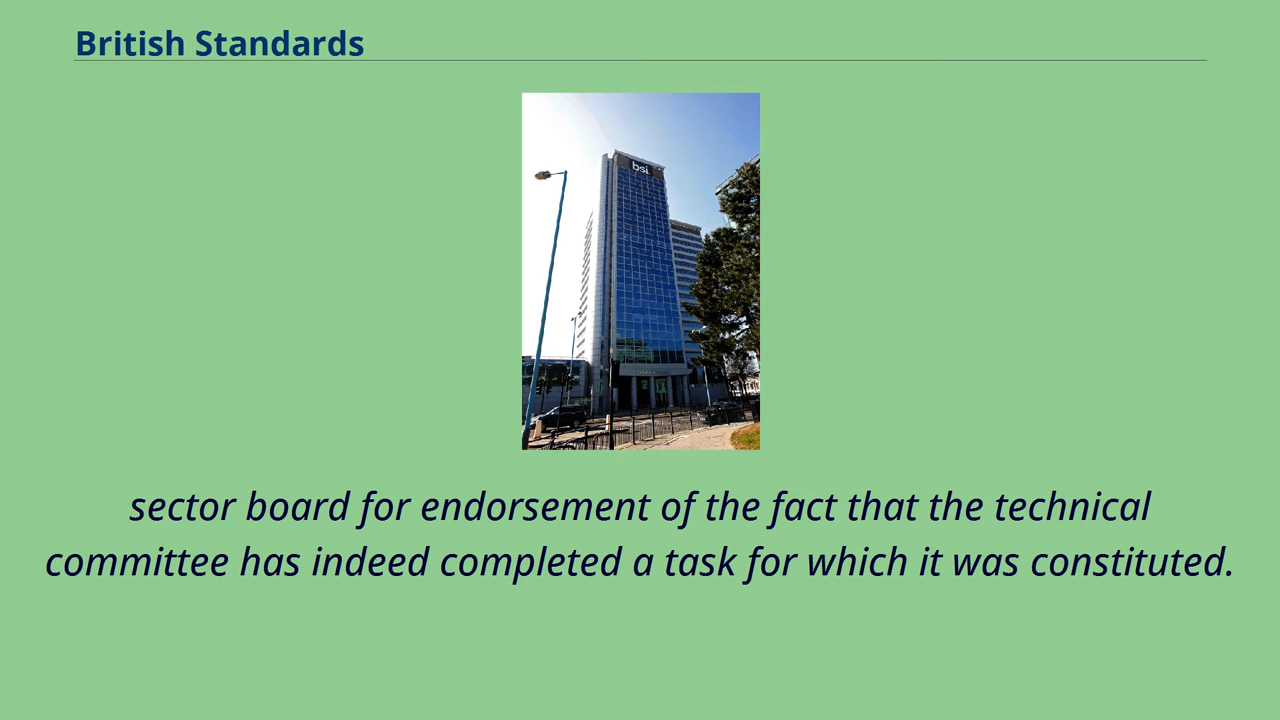 British Standards
bsi
sector board for endorsement of the fact that the technical
committee has indeed completed a task for which it was constituted.